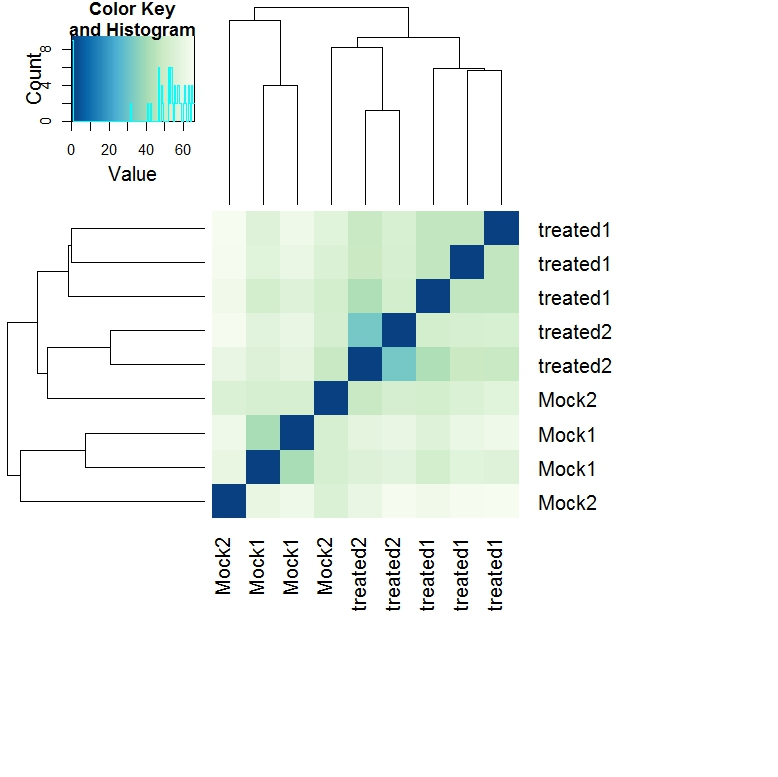 Color Key
and Histogram
Count
0
4
8
0
20
40
60
Value
treated1
treated1
treated1
treated2
treated2
Mock2
Mock1
Mock1
Mock2
Mock2
Mock1
Mock1
Mock2
treated2
treated2
treated1
treated1
treated1